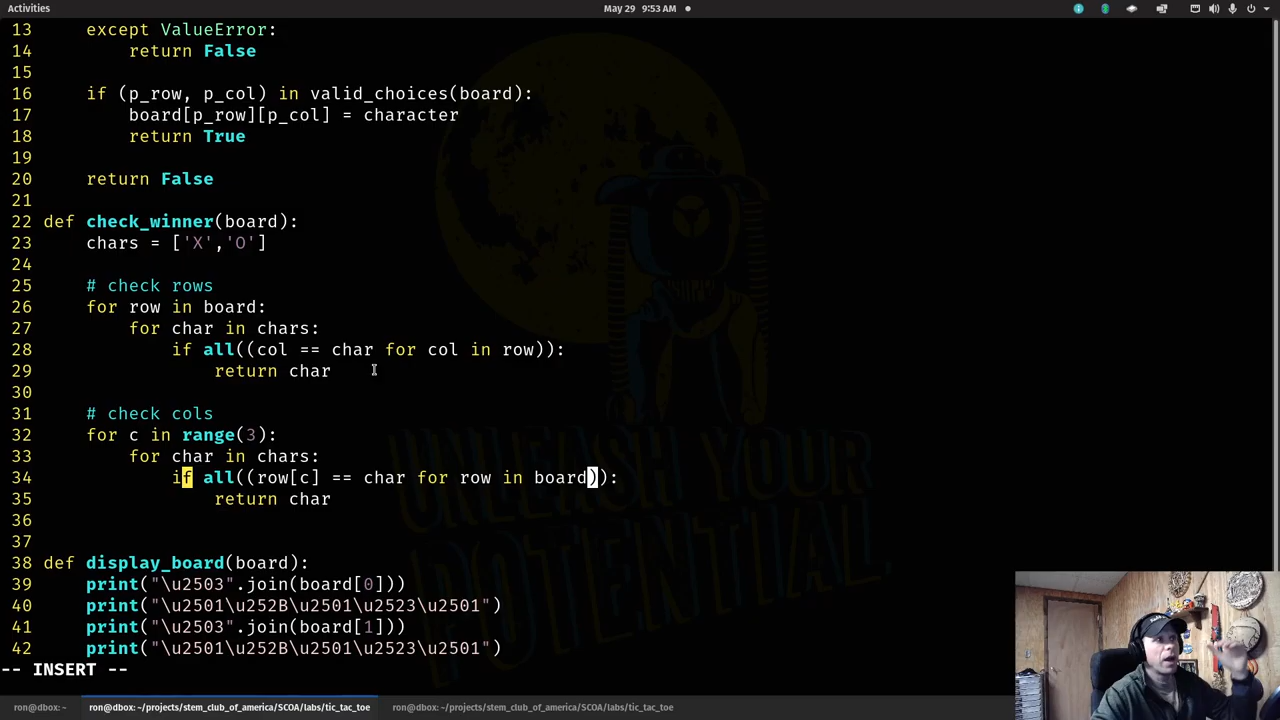 Activities
May 29 9:53 AM
13 except ValueError:
14 return False
15
16 if (p_row, p_col) in valid_choices(board):
17 board[p_row][p_col] = character
18 return True
19
20 return False
21
22 def check_winner(board):
23 chars = ['X','O']
24
25 # check rows
26 for row in board:
27 for char in chars:
28 if all((col == char for col in row)):
29 return char
30
31 # check cols
32 for c in range(3):
33 for char in chars:
34 if all((row[c] == char for row in board)):
35 return char
36
37
38 def display_board(board):
39 print("\u2503".join(board[0]))
40 print("\u2501\u252B\u2501\u2523\u2501")
41 print("\u2503".join(board[1]))
42 print("\u2501\u252B\u2501\u2523\u2501")
UNLEASH YOUR
POTENTIAL
-- INSERT --
ron@dbox: ~
ron@dbox: ~/projects/stem_club_of_america/SCOA/labs/tic_tac_toe
ron@dbox: ~/projects/stem_club_of_america/SCOA/labs/tic_tac_toe